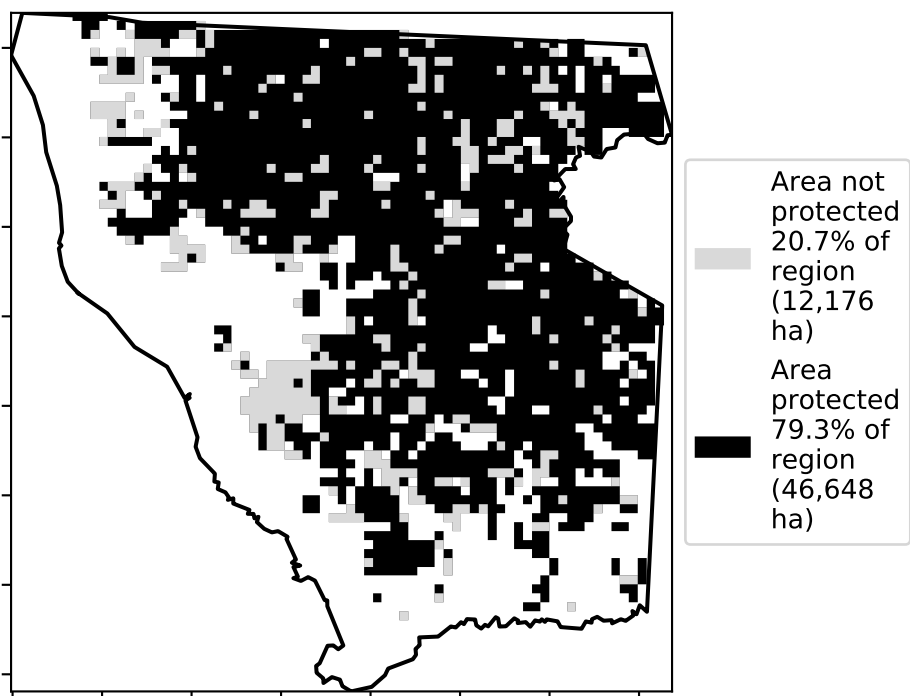 Area not
protected
20.7% of
region
(12,176
ha)
Area
protected
79.3% of
region
(46,648
ha)